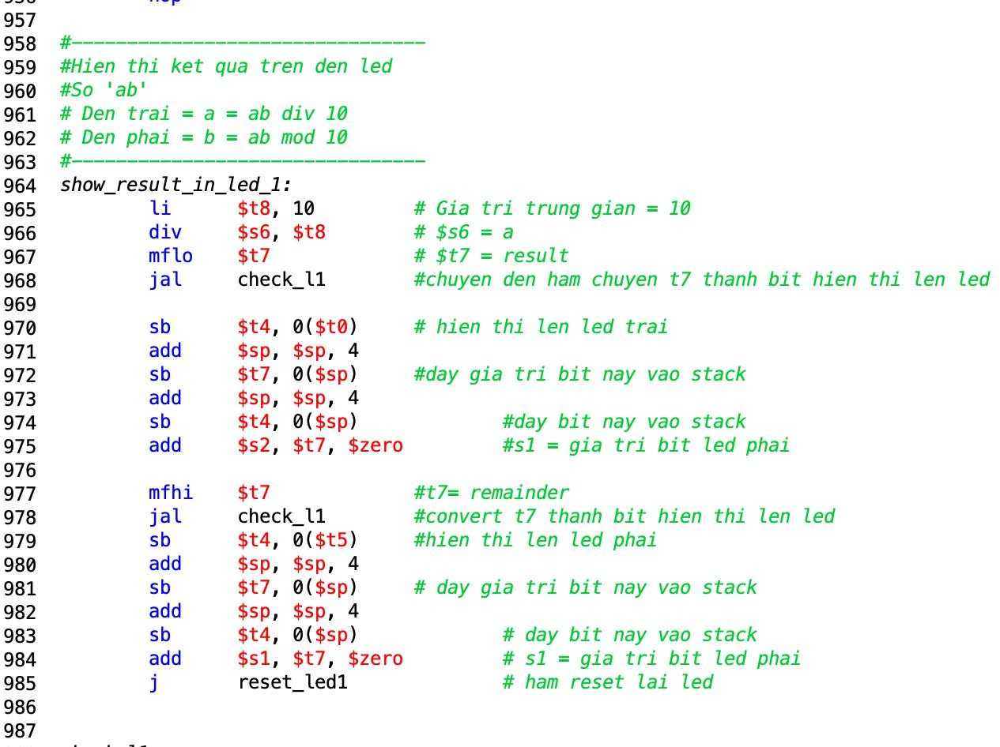 957
958 #--------------------------------
959 #Hien thi ket qua tren den led
960 #So 'ab'
961 # Den trai = a = ab div 10
962 # Den phai = b = ab mod 10
963 #--------------------------------
964 show_result_in_led_1:
965 li $t8, 10 # Gia tri trung gian = 10
966 div $s6, $t8 # $s6 = a
967 mflo $t7 # $t7 = result
968 jal check_l1 #chuyen den ham chuyen t7 thanh bit hien thi len led
969
970 sb $t4, 0($t0) # hien thi len led trai
971 add $sp, $sp, 4
972 sb $t7, 0($sp) #day gia tri bit nay vao stack
973 add $sp, $sp, 4
974 sb $t4, 0($sp) #day bit nay vao stack
975 add $s2, $t7, $zero #s1 = gia tri bit led phai
976
977 mfhi $t7 #t7= remainder
978 jal check_l1 #convert t7 thanh bit hien thi len led
979 sb $t4, 0($t5) #hien thi len led phai
980 add $sp, $sp, 4
981 sb $t7, 0($sp) # day gia tri bit nay vao stack
982 add $sp, $sp, 4
983 sb $t4, 0($sp) # day bit nay vao stack
984 add $s1, $t7, $zero # s1 = gia tri bit led phai
985 j reset_led1 # ham reset lai led
986
987